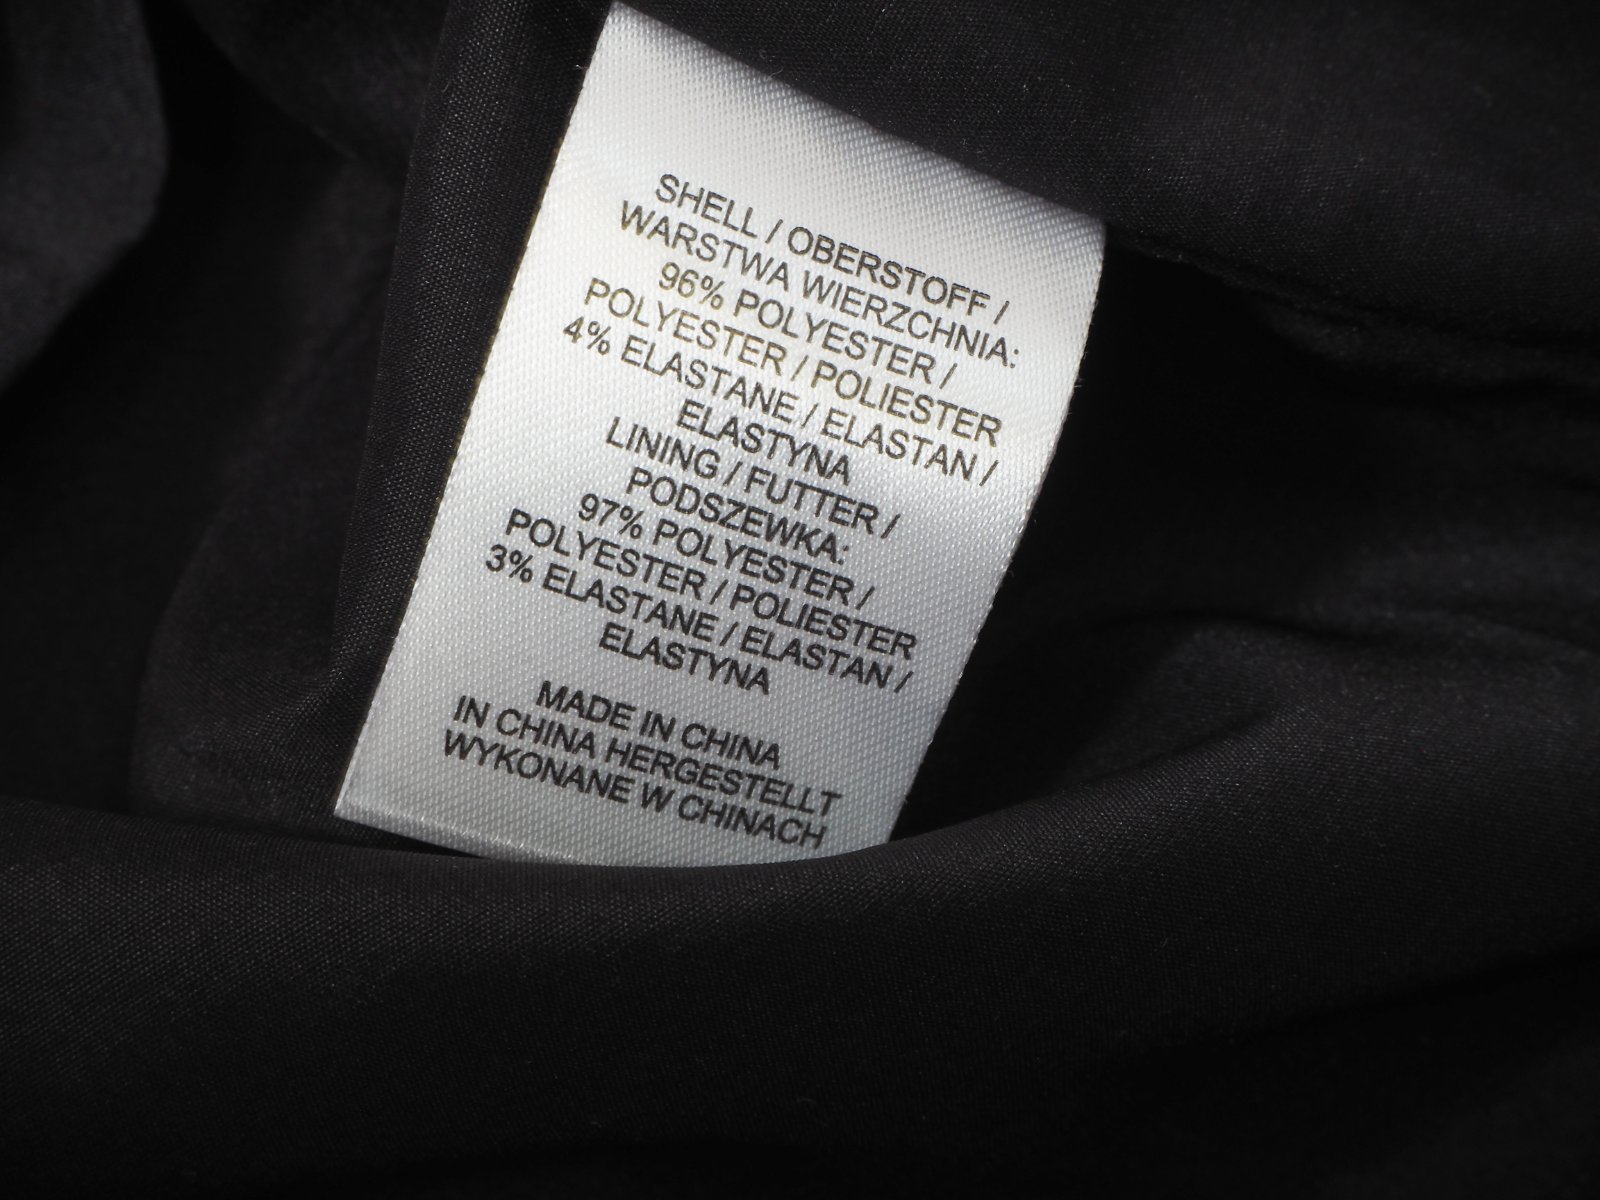 SHELL / OBERSTOFF /
WARSTWA WIERZCHNIA:
96% POLYESTER /
POLYESTER / POLIESTER
4% ELASTANE / ELASTAN /
ELASTYNA
LINING / FUTTER /
PODSZEWKA:
97% POLYESTER /
POLYESTER / POLIESTER
3% ELASTANE / ELASTAN /
ELASTYNA
MADE IN CHINA
IN CHINA HERGESTELLT
WYKONANE W CHINACH